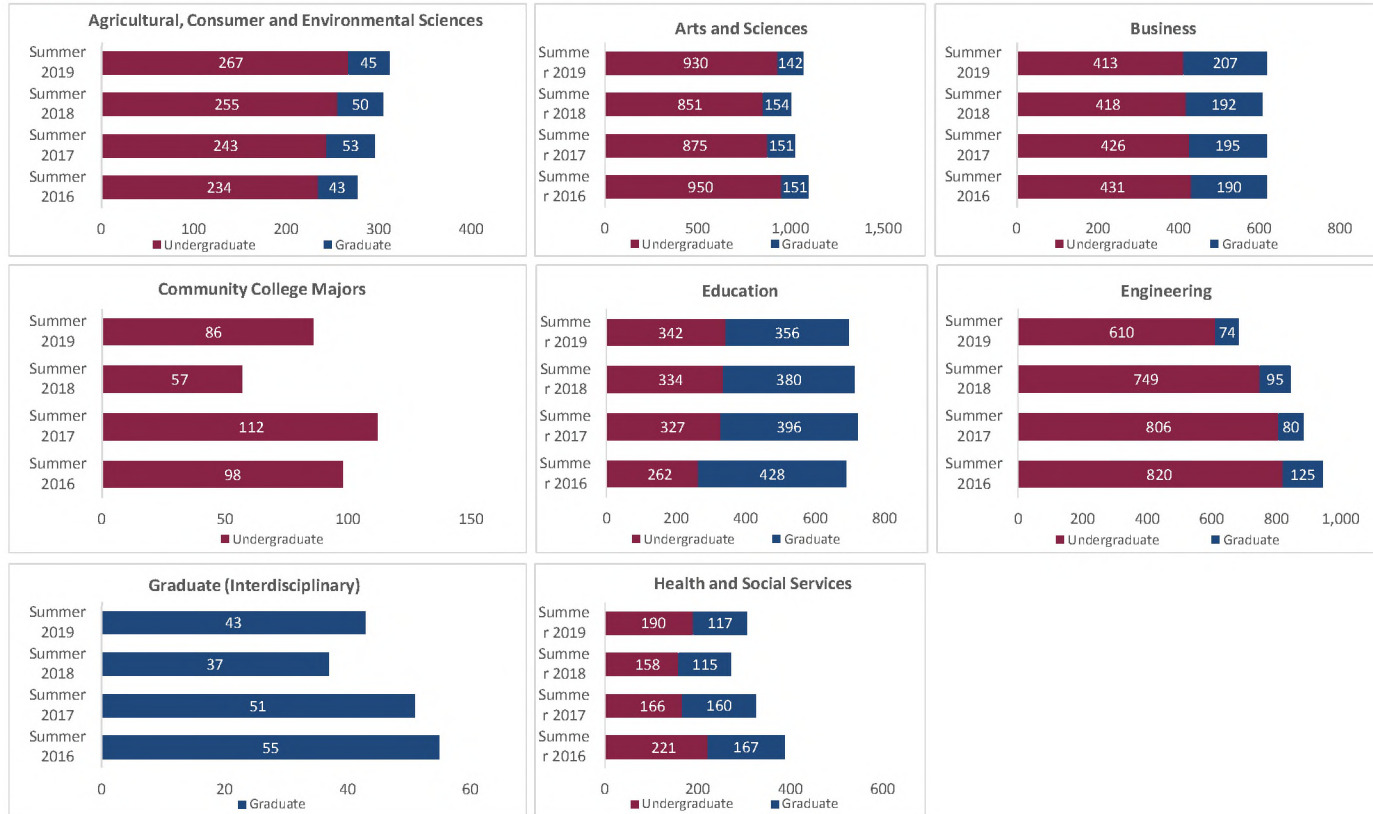 Agricultural, Consumer and Environmental Sciences
Summer
2019
267
45
Summer
2018
255
50
Summer
2017
243
53
Summer
2016
234
43
0
100
200
300
400
Undergraduate
Graduate
Arts and Sciences
Summe
r 2019
930
142
Summe
r 2018
851
154
Summe
r 2017
875
151
Summe
r 2016
950
151
0
500
1,000
1,500
Undergraduate
Graduate
Business
Summer
2019
413
207
Summer
2018
418
192
Summer
2017
426
195
Summer
2016
431
190
0
200
400
600
800
Undergraduate
Graduate
Community College Majors
Summer
2019
86
Summer
2018
57
Summer
2017
112
Summer
2016
98
0
50
100
150
Undergraduate
Education
Summe
r 2019
342
356
Summe
r 2018
334
380
Summe
r 2017
327
396
Summe
r 2016
262
428
0
200
400
600
800
Undergraduate
Graduate
Engineering
Summer
2019
610
74
Summer
2018
749
95
Summer
2017
806
80
Summer
2016
820
125
0
200
400
600
800
1,000
Undergraduate
Graduate
Graduate (Interdisciplinary)
Summer
2019
43
Summer
2018
37
Summer
2017
51
Summer
2016
55
0
20
40
60
Graduate
Health and Social Services
Summe
r 2019
190
117
Summe
r 2018
158
115
Summe
r 2017
166
160
Summe
r 2016
221
167
0
200
400
600
Undergraduate
Graduate